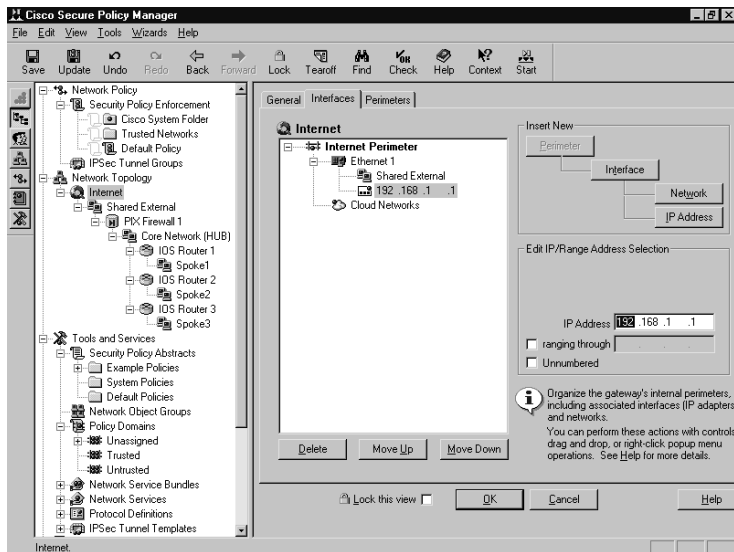 Cisco Secure Policy Manager
File Edit View Tools Wizards Help
Save Update Undo Redo Back Forward Lock Tearoff Find Check Help Context Start
Network Policy
Security Policy Enforcement
Cisco System Folder
Trusted Networks
Default Policy
IPSec Tunnel Groups
Network Topology
Internet
Shared External
PIX Firewall 1
Core Network (HUB)
IOS Router 1
Spoke1
IOS Router 2
Spoke2
IOS Router 3
Spoke3
Tools and Services
Security Policy Abstracts
Example Policies
System Policies
Default Policies
Network Object Groups
Policy Domains
Unassigned
Trusted
Untrusted
Network Service Bundles
Network Services
Protocol Definitions
IPSec Tunnel Templates
General Interfaces Perimeters
Internet
Internet Perimeter
Ethernet 1
Shared External
192 .168 .1 .1
Cloud Networks
Delete Move Up Move Down
Insert New
Perimeter
Interface
Network
IP Address
Edit IP/Range Address Selection
IP Address 192 .168 .1 .1
ranging through . . .
Unnumbered
Organize the gateway's internal perimeters,
including associated interfaces (IP adapters
and networks.
You can perform these actions with controls
drag and drop, or right-click popup menu
operations. See Help for more details.
Lock this view OK Cancel Help
Internet.